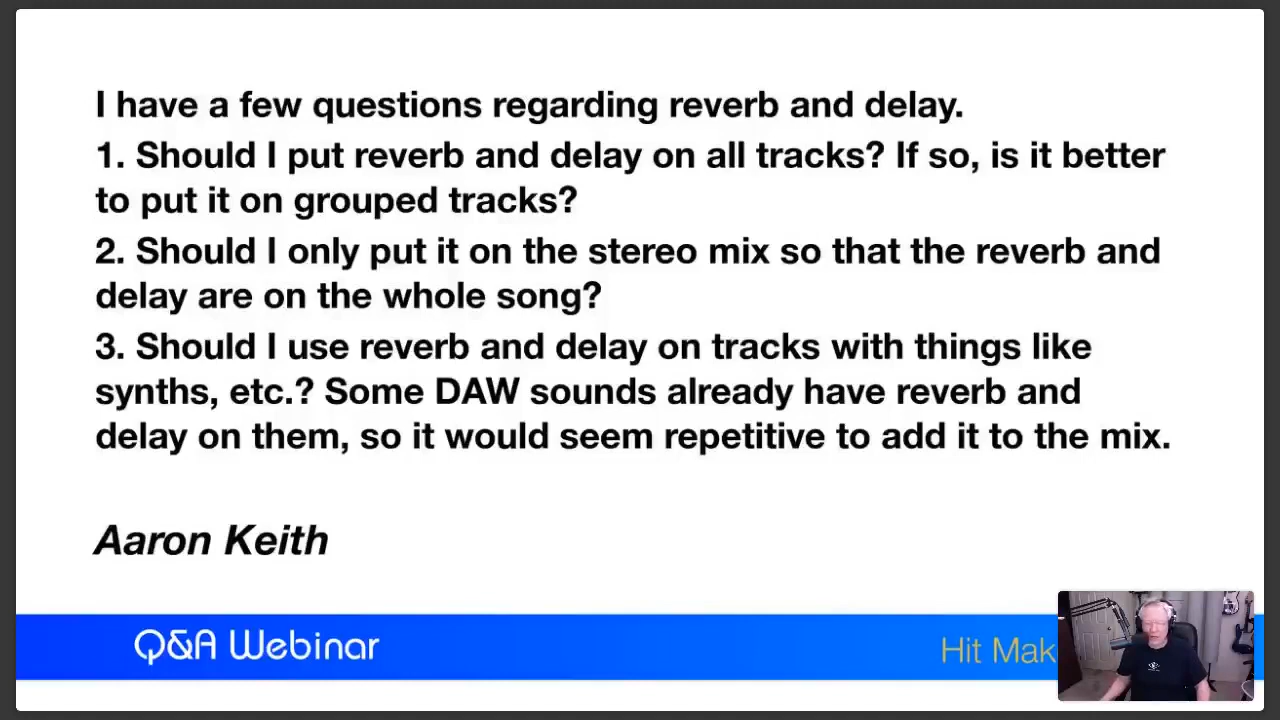 I have a few questions regarding reverb and delay.
1. Should I put reverb and delay on all tracks? If so, is it better
to put it on grouped tracks?
2. Should I only put it on the stereo mix so that the reverb and
delay are on the whole song?
3. Should I use reverb and delay on tracks with things like
synths, etc.? Some DAW sounds already have reverb and
delay on them, so it would seem repetitive to add it to the mix.
Aaron Keith
Q&A Webinar
Hit Mak